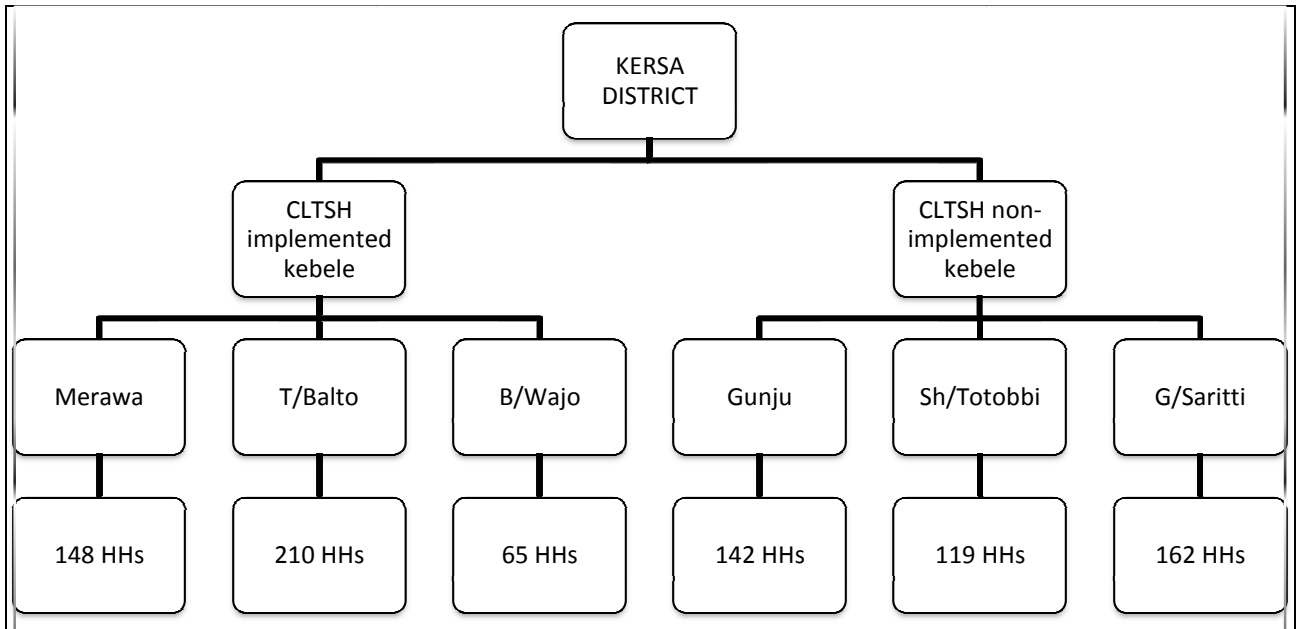 KERSA
DISTRICT
CLTSH
implemented
kebele
CLTSH non-
implemented
kebele
Merawa
T/Balto
B/Wajo
Gunju
Sh/Totobbi
G/Saritti
148 HHs
210 HHs
65 HHs
142 HHs
119 HHs
162 HHs